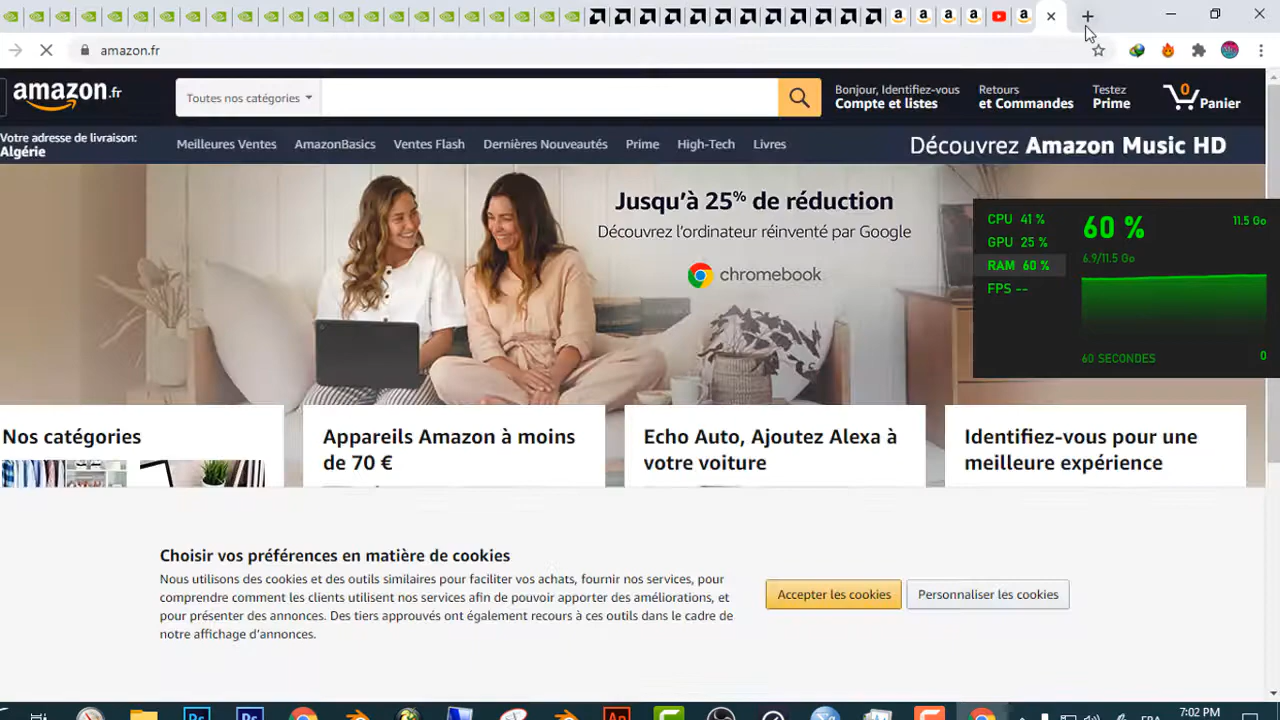 amazon.fr
amazon.fr
Toutes nos catégories
Bonjour, Identifiez-vous
Compte et listes
Retours
et Commandes
Testez
Prime
0
Panier
Votre adresse de livraison:
Algérie
Meilleures Ventes
AmazonBasics
Ventes Flash
Dernières Nouveautés
Prime
High-Tech
Livres
Découvrez Amazon Music HD
Jusqu'à 25% de réduction
Découvrez l'ordinateur réinventé par Google
chromebook
CPU 41 %
GPU 25 %
RAM 60 %
FPS --
60 %
11.5 Go
6.9/11.5 Go
60 SECONDES
0
Nos catégories
Appareils Amazon à moins
de 70 €
Echo Auto, Ajoutez Alexa à
votre voiture
Identifiez-vous pour une
meilleure expérience
Choisir vos préférences en matière de cookies
Nous utilisons des cookies et des outils similaires pour faciliter vos achats, fournir nos services, pour
comprendre comment les clients utilisent nos services afin de pouvoir apporter des améliorations, et
pour présenter des annonces. Des tiers approuvés ont également recours à ces outils dans le cadre de
notre affichage d'annonces.
Accepter les cookies
Personnaliser les cookies
7:02 PM